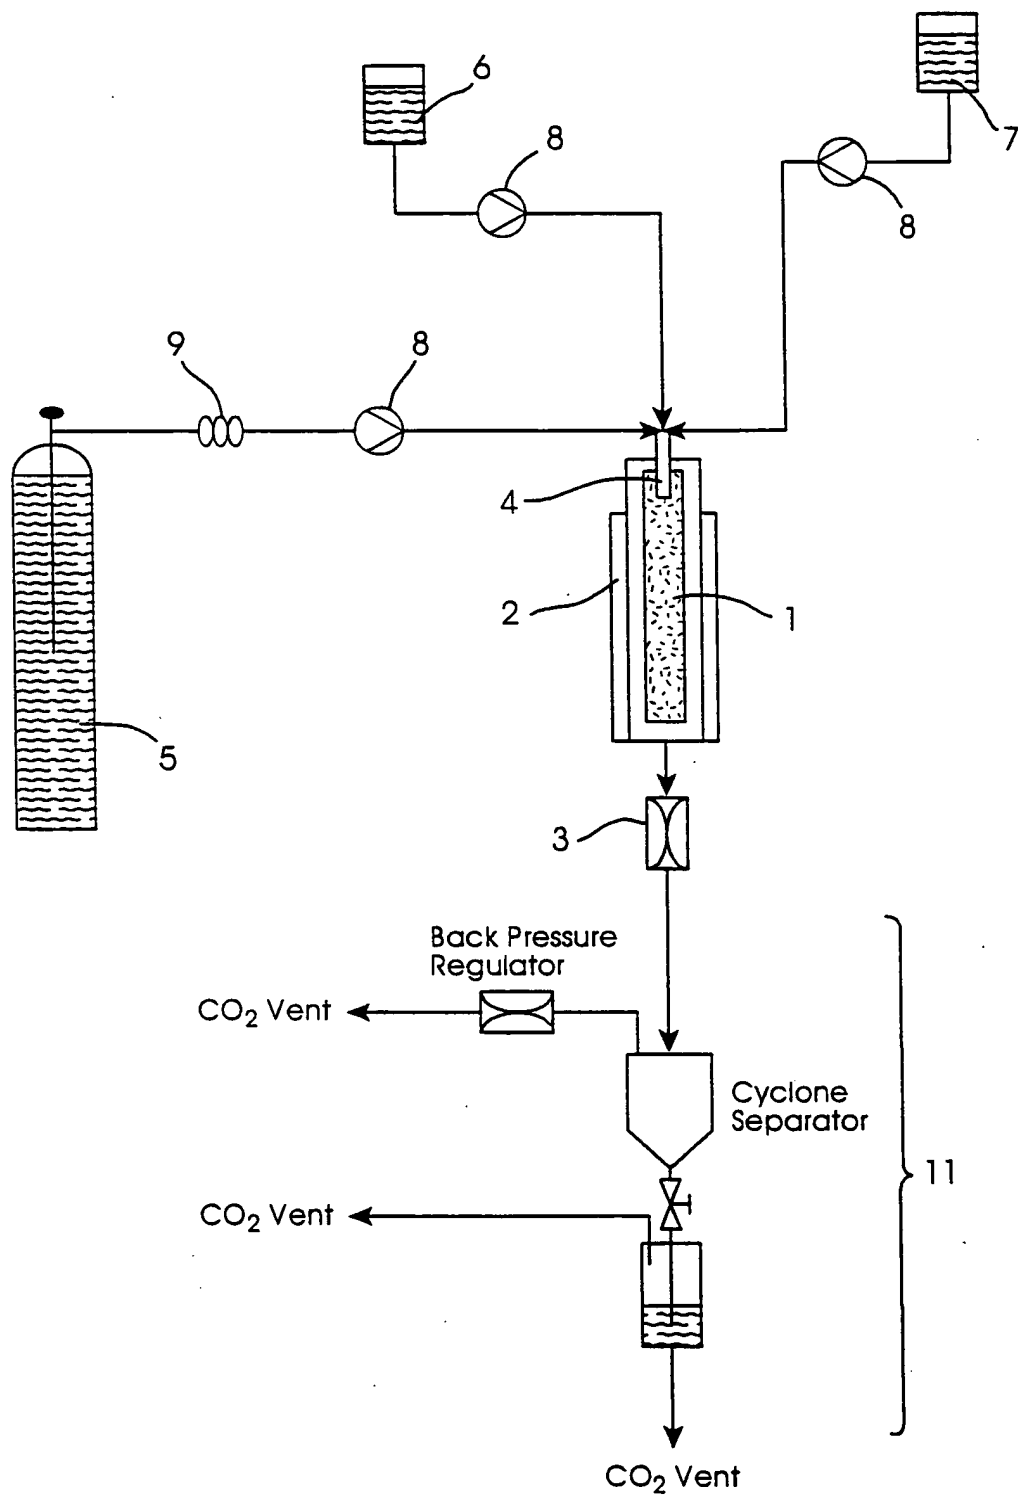 6
7
8
8
9
8
4
2
1
5
3
Back Pressure
Regulator
CO₂ Vent
Cyclone
Separator
11
CO₂ Vent
CO₂ Vent